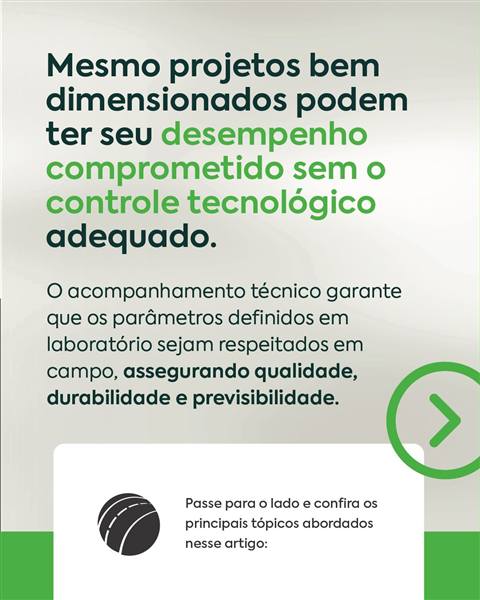 Mesmo projetos bem
dimensionados podem
ter seu desempenho
comprometido sem o
controle tecnológico
adequado.
O acompanhamento técnico garante
que os parâmetros definidos em
laboratório sejam respeitados em
campo, assegurando qualidade,
durabilidade e previsibilidade.
Passe para o lado e confira os
principais tópicos abordados
nesse artigo: